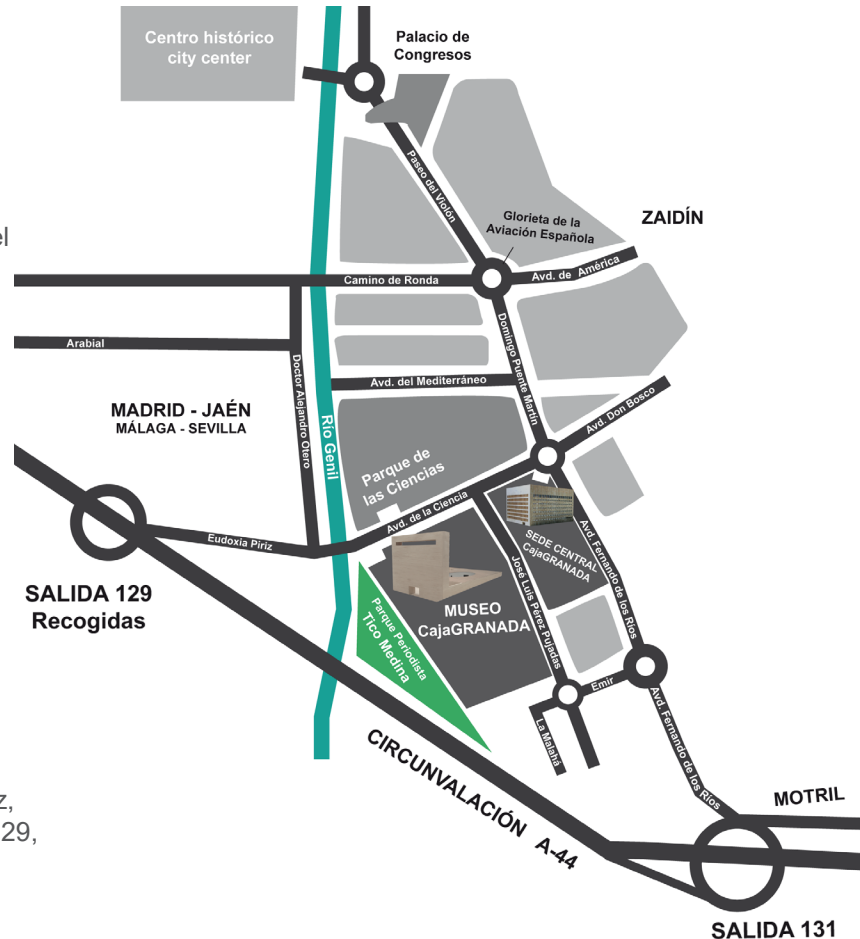 Centro histórico
city center
Palacio de
Congresos
Paseo del Violón
ZAIDÍN
Glorieta de la
Aviación Española
el
Camino de Ronda
Avd. de América
Arabial
Domingo Puente Martín
Doctor Alejandro Otero
Avd. del Mediterráneo
MADRID - JAÉN
MÁLAGA - SEVILLA
Río Genil
Avd. Don Bosco
Parque de
las Ciencias
Avd. de la Ciencia
Eudoxia Piriz
SEDE CENTRAL
CajaGRANADA
Avd. Fernando de los Ríos
José Luis Pérez Pujadas
SALIDA 129
Recogidas
MUSEO
CajaGRANADA
Parque Periodista
Tico Medina
Emir
La Malahá
Avd. Fernando de los Ríos
CIRCUNVALACIÓN A-44
z,
29,
MOTRIL
SALIDA 131